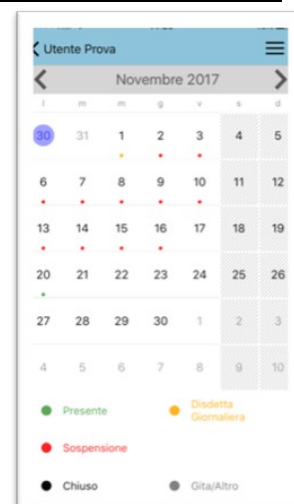 Utente Prova
Novembre 2017
l m m g v s d
30 31 1 2 3 4 5
6 7 8 9 10 11 12
13 14 15 16 17 18 19
20 21 22 23 24 25 26
27 28 29 30 1 2 3
4 5 6 7 8 9 10
Presente
Disdetta
Giornaliera
Sospensione
Chiuso
Gita/Altro